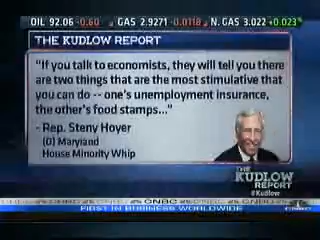 OIL 92.06 -0.60 GAS 2.9271 -0.0118 N. GAS 3.022 +0.023
THE KUDLOW REPORT
"If you talk to economists, they will tell you there
are two things that are the most stimulative that
you can do -- one's unemployment insurance,
the other's food stamps..."
- Rep. Steny Hoyer
(D) Maryland
House Minority Whip
THE
KUDLOW
REPORT
#Kudlow
FIRST IN BUSINESS WORLDWIDE
CNBC